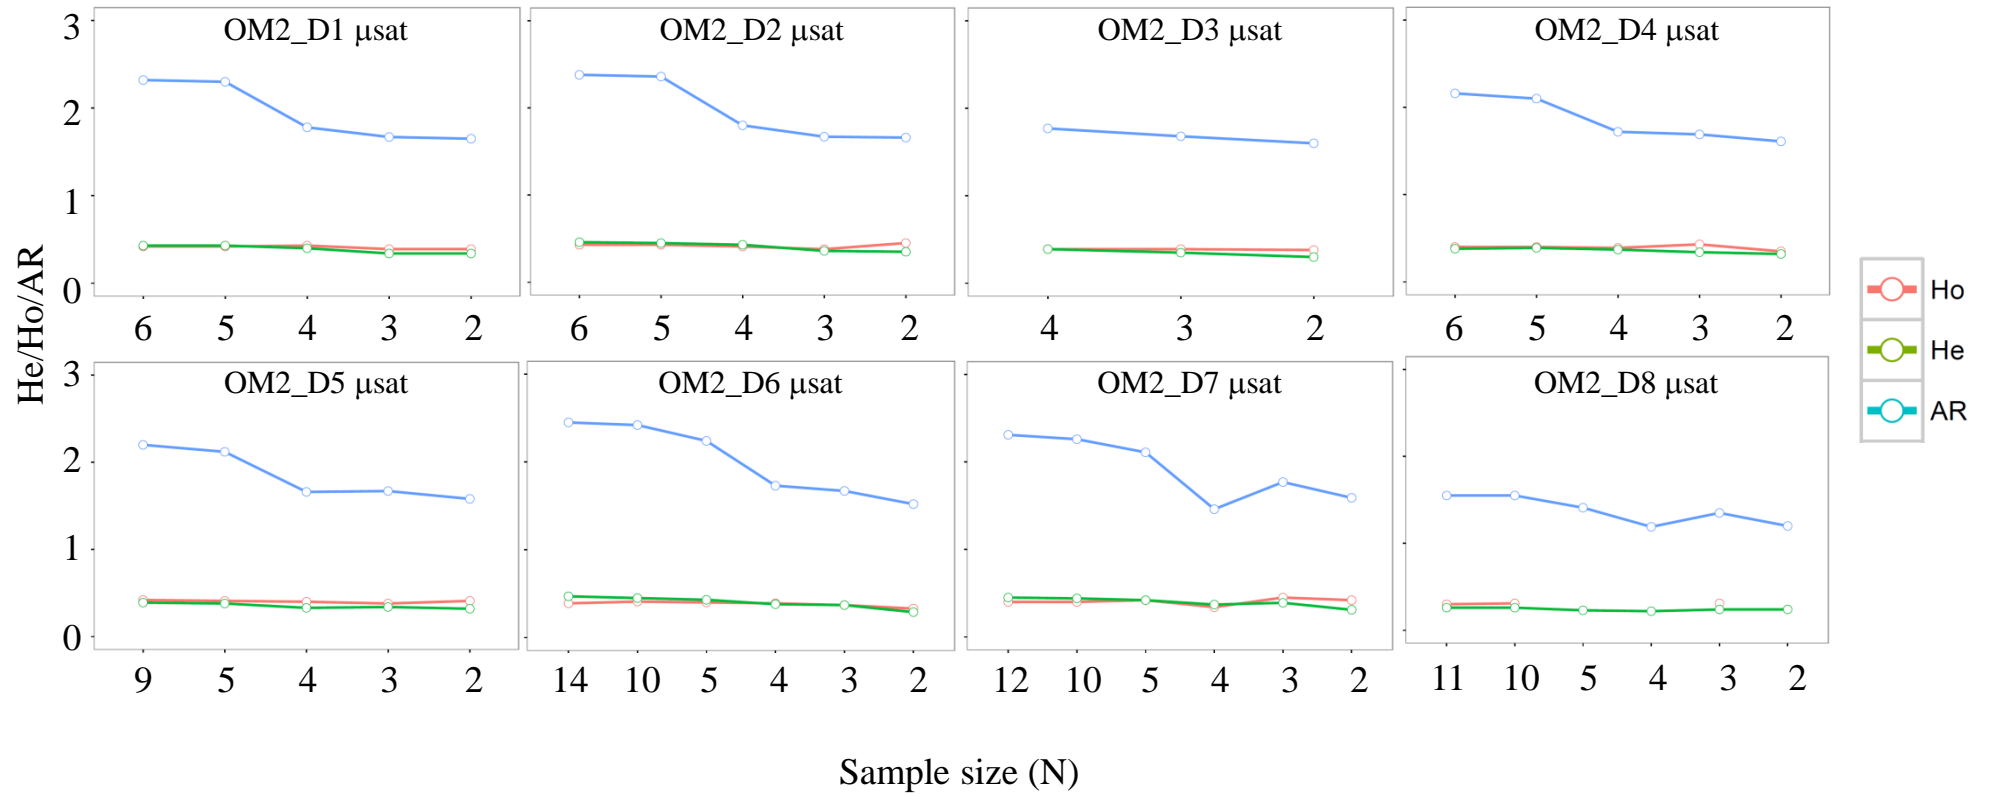 OM2_D1 μsat OM2_D2 μsat OM2_D3 μsat OM2_D4 μsat
3
2
1
0
6 5 4 3 2 6 5 4 3 2 4 3 2 6 5 4 3 2
He/Ho/AR
Ho
He
AR
OM2_D5 μsat OM2_D6 μsat OM2_D7 μsat OM2_D8 μsat
3
2
1
0
9 5 4 3 2 14 10 5 4 3 2 12 10 5 4 3 2 11 10 5 4 3 2
Sample size (N)